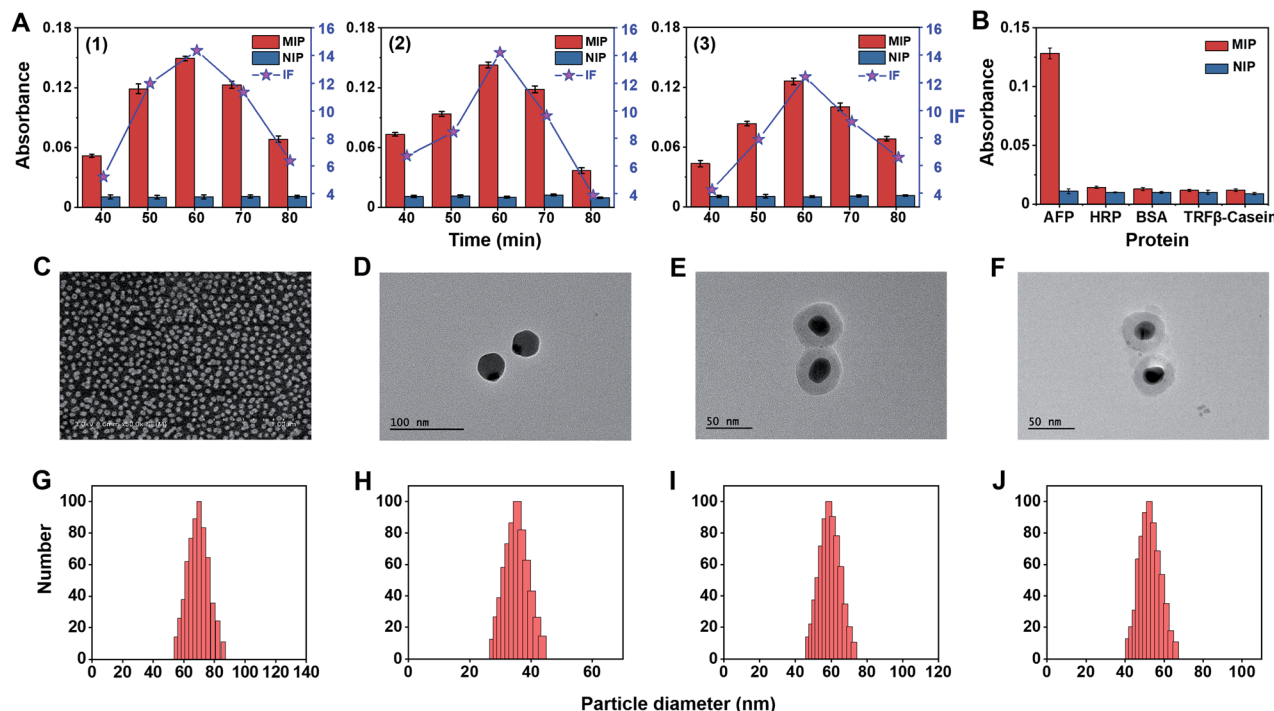 A
(1)
MIP
NIP
IF
(2)
MIP
NIP
IF
(3)
MIP
NIP
IF
B
MIP
NIP
Absorbance
0.18
0.12
0.06
0
40 50 60 70 80
16
14
12
10
8
6
4
0.18
0.12
0.06
0
40 50 60 70 80
16
14
12
10
8
6
4
0.18
0.12
0.06
0
40 50 60 70 80
16
14
12
10
8
6
4
IF
Time (min)
Absorbance
0.15
0.1
0.05
0
AFP HRP BSA TRFβ-Casein
Protein
C
D
100 nm
E
50 nm
F
50 nm
G
H
I
J
Number
100
80
60
40
20
0
0 20 40 60 80 100 120 140
100
80
60
40
20
0
0 20 40 60
100
80
60
40
20
0
0 20 40 60 80 100 120
100
80
60
40
20
0
0 20 40 60 80 100
Particle diameter (nm)